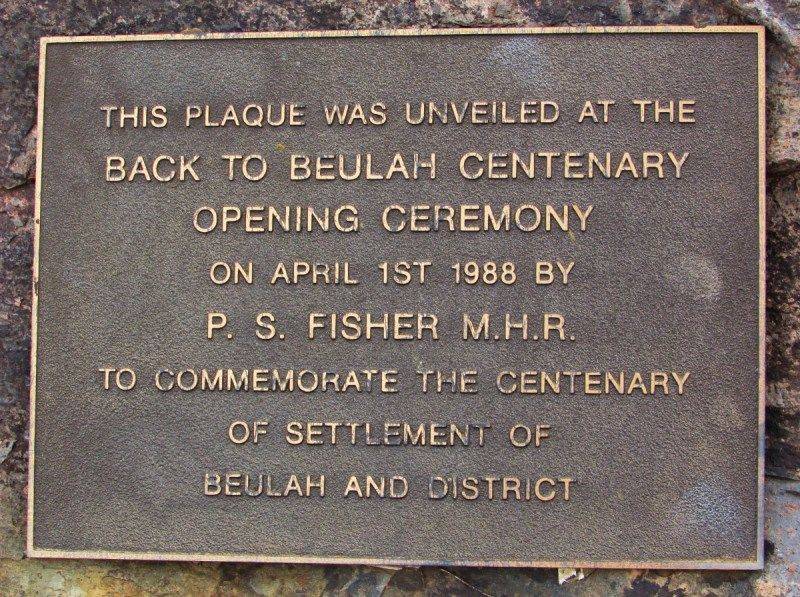 THIS PLAQUE WAS UNVEILED AT THE
BACK TO BEULAH CENTENARY
OPENING CEREMONY
ON APRIL 1ST 1988 BY
P. S. FISHER M.H.R.
TO COMMEMORATE THE CENTENARY
OF SETTLEMENT OF
BEULAH AND DISTRICT